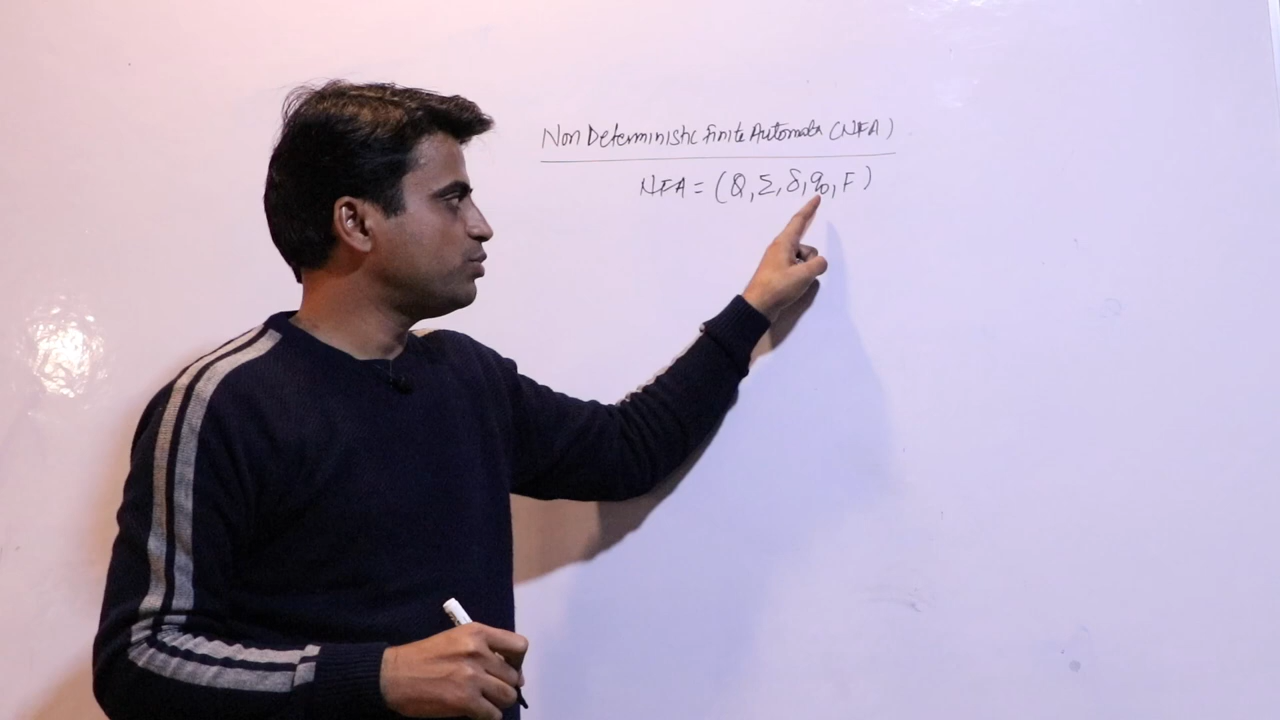 Non Deterministic Finite Automata (NFA)
NFA = (Q, Σ, δ, q₀, F)